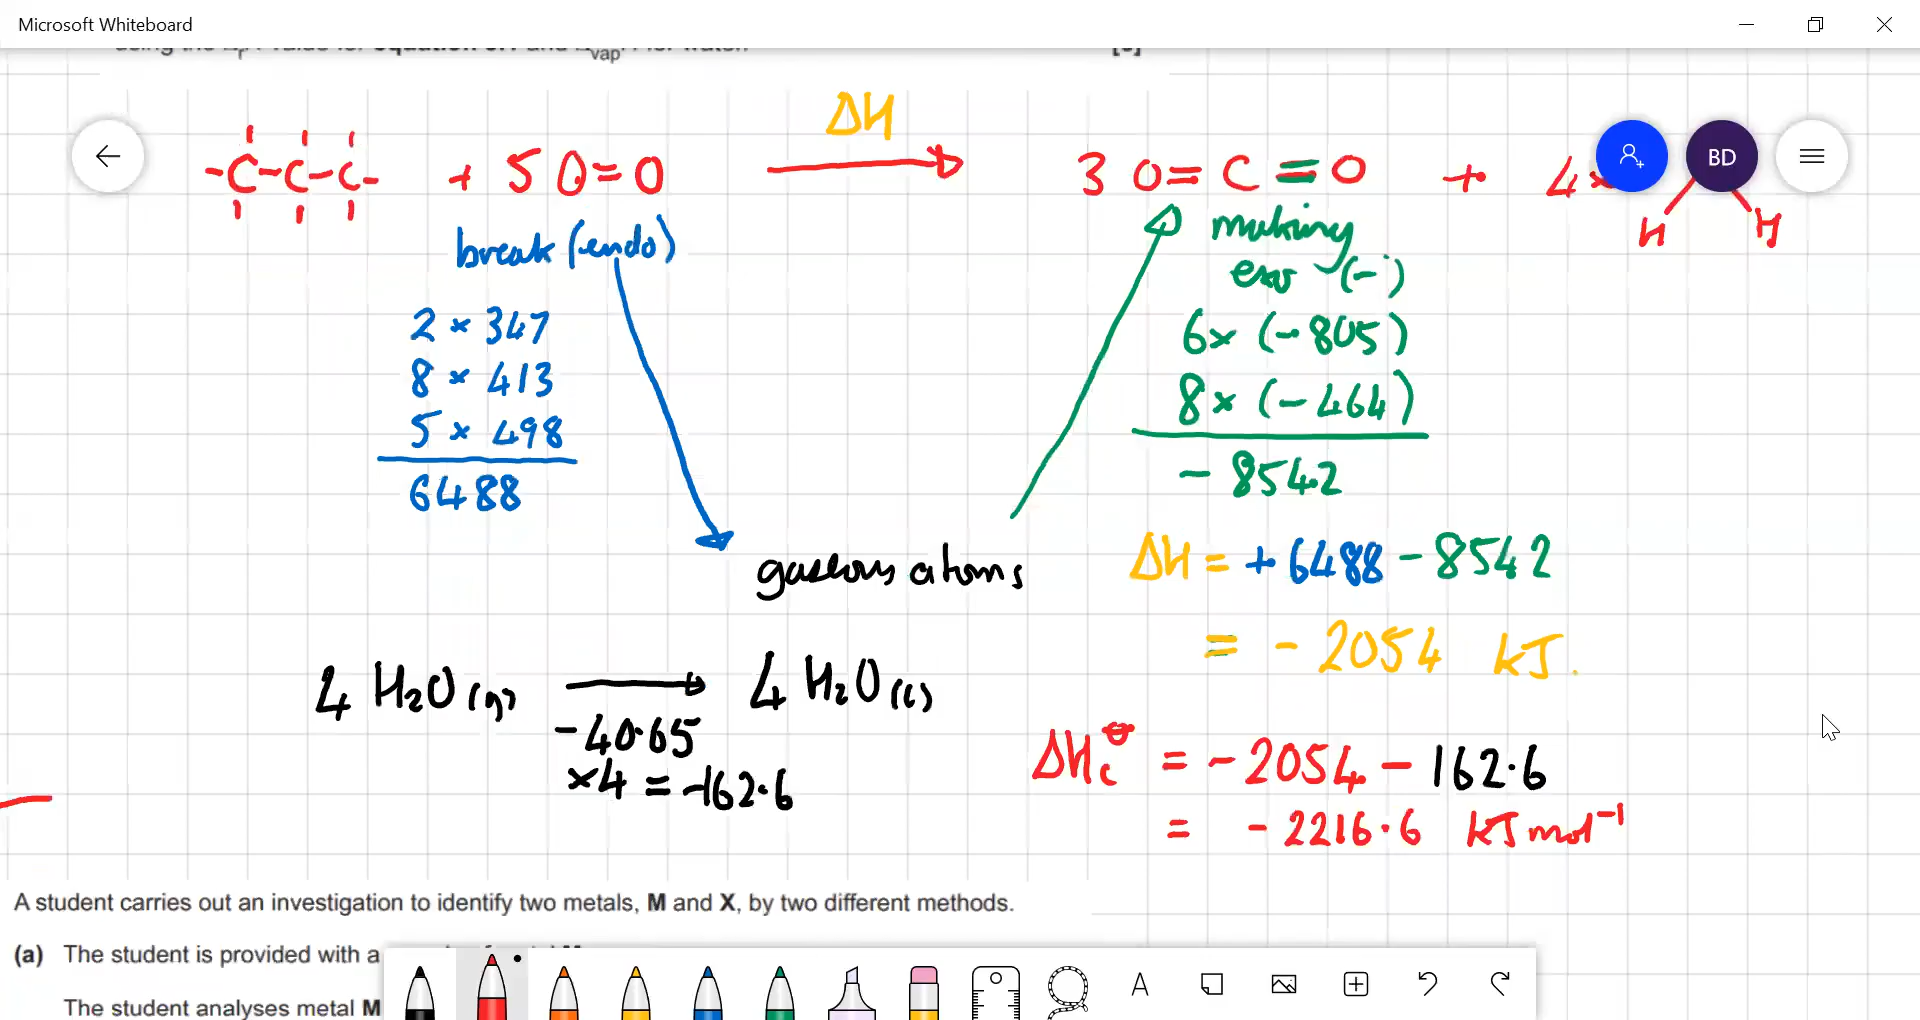 Microsoft Whiteboard
vap
ΔH
-C-C-C- + 5 O=O
3 O=C=O + 4×
BD
H H
break (endo)
making
exo (-)
2 × 347
8 × 413
5 × 498
6488
6× (-805)
8× (-464)
- 8542
gaseous atoms
ΔH = +6488 - 8542
= - 2054 kJ.
4 H₂O(g) → 4 H₂O(l)
-40.65
×4 = -162.6
ΔHc⦵ = -2054 - 162.6
= -2216.6 kJ mol⁻¹
A student carries out an investigation to identify two metals, M and X, by two different methods.
(a) The student is provided with a
The student analyses metal M
A